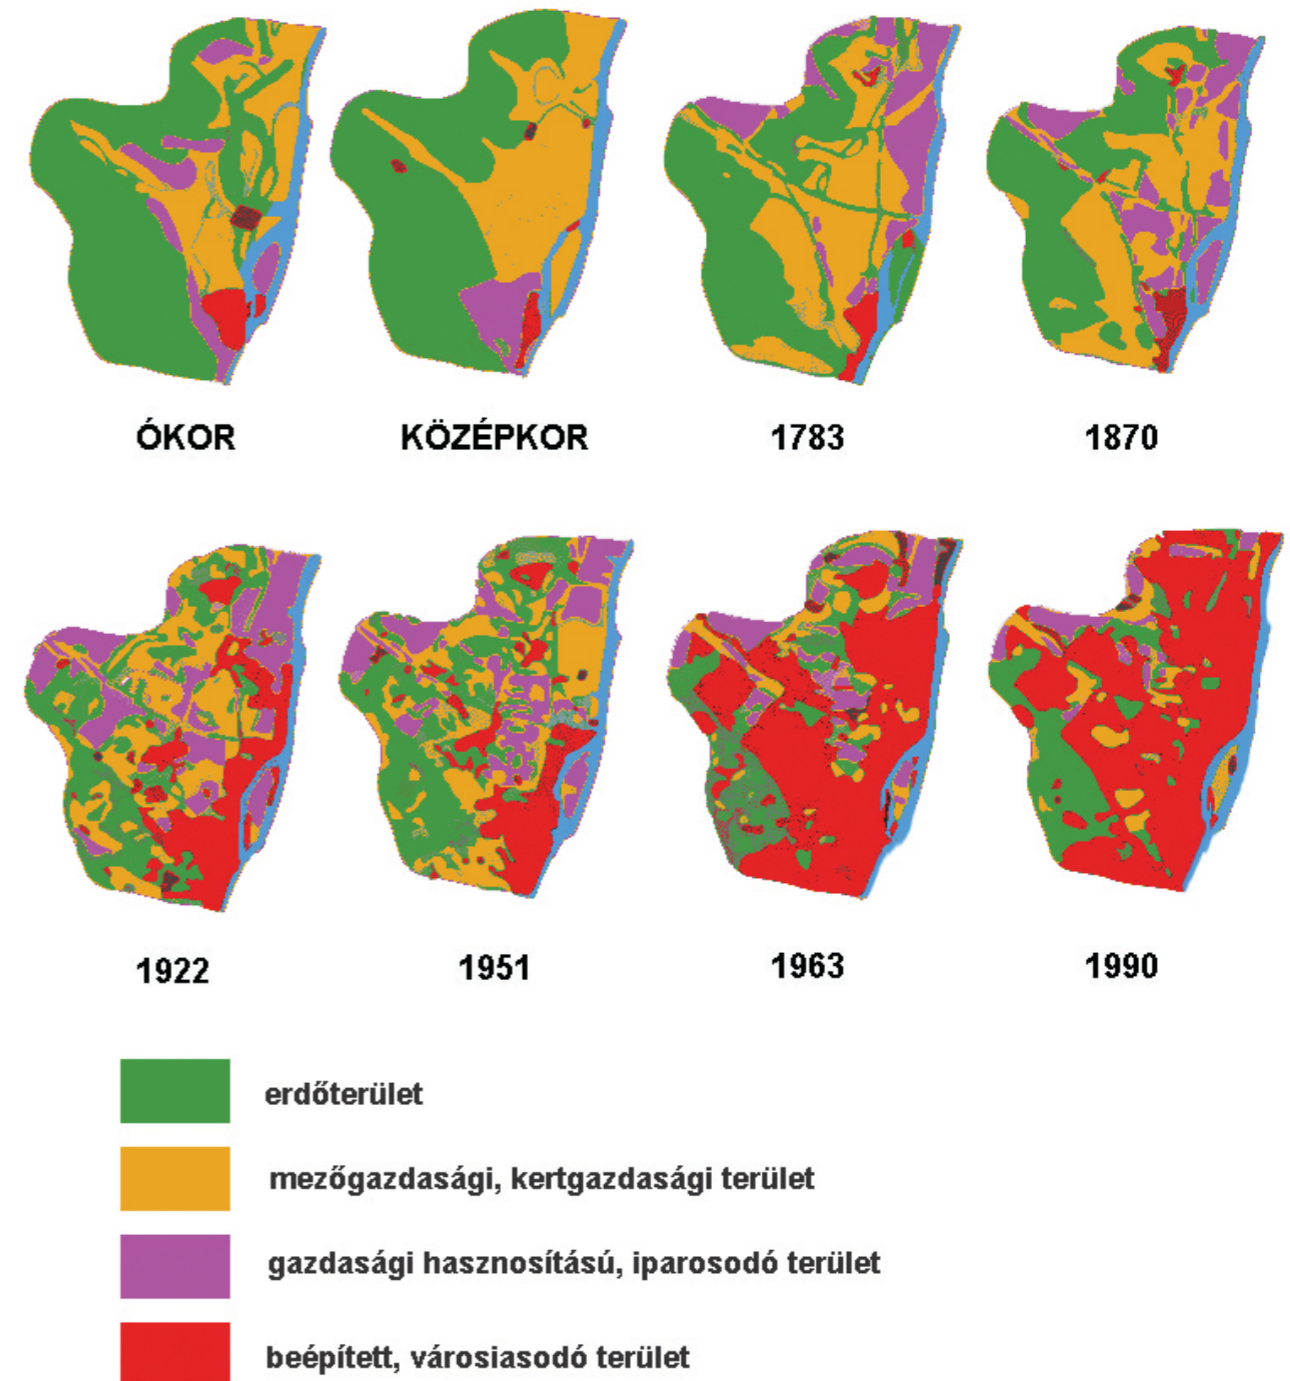 ÓKOR
KÖZÉPKOR
1783
1870
1922
1951
1963
1990
erdőterület
mezőgazdasági, kertgazdasági terület
gazdasági hasznosítású, iparosodó terület
beépített, városiasodó terület